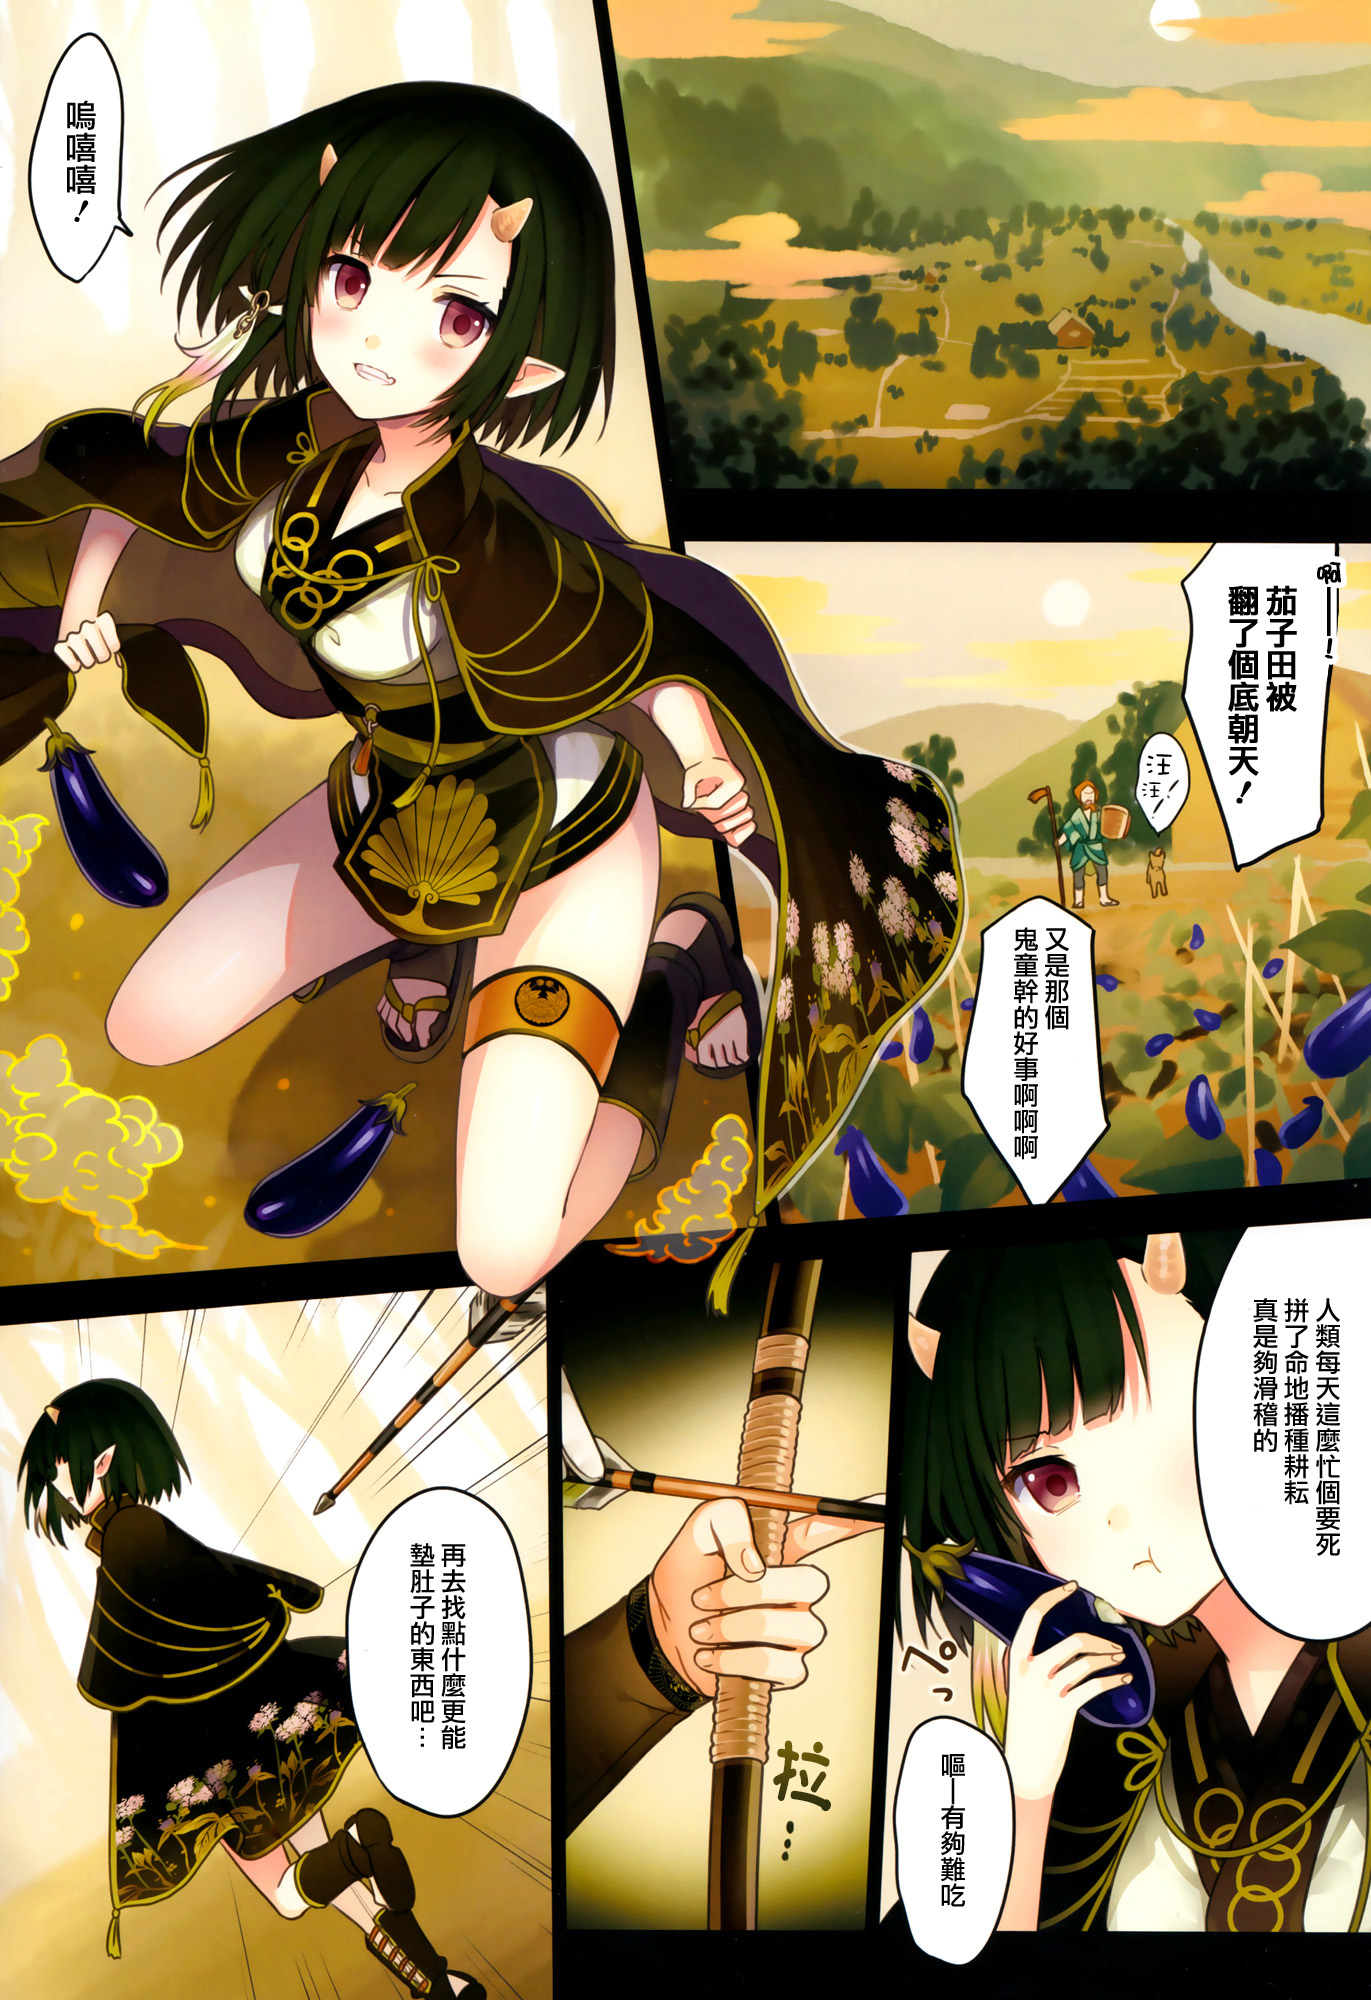 啊——！
茄子田被
翻了個底朝天！
汪
汪！
又是那個
鬼童幹的好事啊啊啊
嗚嘻嘻！
人類每天這麼忙個要死
拼了命地播種耕耘
真是夠滑稽的
ペロっ
嘔—有夠難吃
拉…
再去找點什麼更能
墊肚子的東西吧…